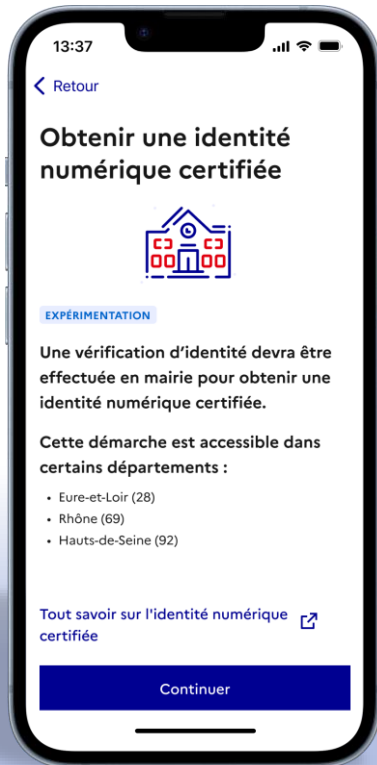 13:37
Retour
Obtenir une identité
numérique certifiée
EXPÉRIMENTATION
Une vérification d'identité devra être
effectuée en mairie pour obtenir une
identité numérique certifiée.
Cette démarche est accessible dans
certains départements :
• Eure-et-Loir (28)
• Rhône (69)
• Hauts-de-Seine (92)
Tout savoir sur l'identité numérique
certifiée
Continuer